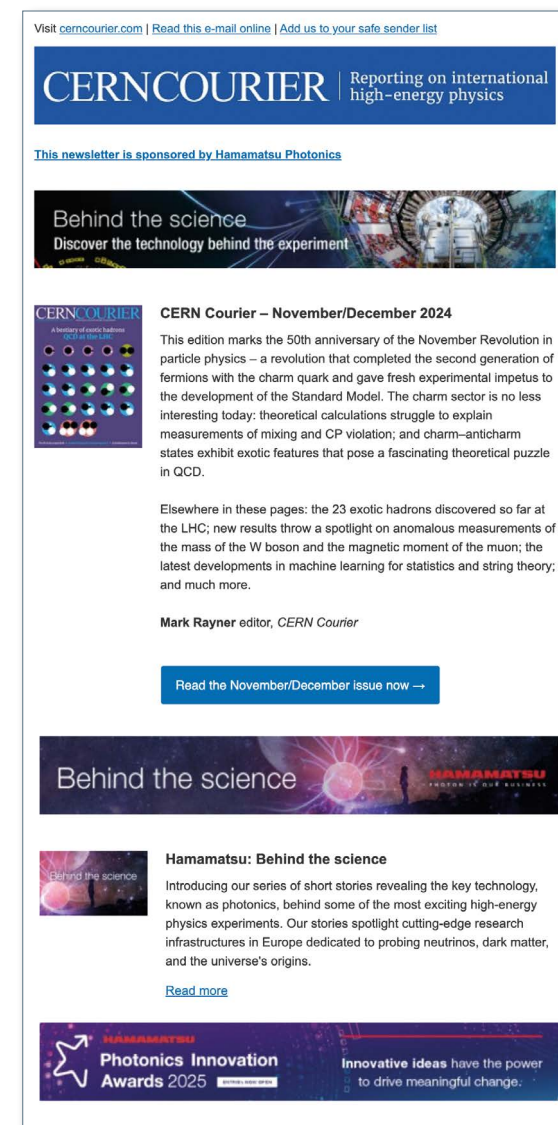 Visit cerncourier.com | Read this e-mail online | Add us to your safe sender list
CERNCOURIER | Reporting on international
high-energy physics
This newsletter is sponsored by Hamamatsu Photonics
Behind the science
Discover the technology behind the experiment
CERNCOURIER
A bestiary of exotic hadrons
QCD at the LHC
CERN Courier – November/December 2024
This edition marks the 50th anniversary of the November Revolution in
particle physics – a revolution that completed the second generation of
fermions with the charm quark and gave fresh experimental impetus to
the development of the Standard Model. The charm sector is no less
interesting today: theoretical calculations struggle to explain
measurements of mixing and CP violation; and charm–anticharm
states exhibit exotic features that pose a fascinating theoretical puzzle
in QCD.
Elsewhere in these pages: the 23 exotic hadrons discovered so far at
the LHC; new results throw a spotlight on anomalous measurements of
the mass of the W boson and the magnetic moment of the muon; the
latest developments in machine learning for statistics and string theory;
and much more.
Mark Rayner editor, CERN Courier
Read the November/December issue now →
Behind the science
HAMAMATSU
PHOTON IS OUR BUSINESS
Behind the science
Hamamatsu: Behind the science
Introducing our series of short stories revealing the key technology,
known as photonics, behind some of the most exciting high-energy
physics experiments. Our stories spotlight cutting-edge research
infrastructures in Europe dedicated to probing neutrinos, dark matter,
and the universe's origins.
Read more
HAMAMATSU
Photonics Innovation
Awards 2025 ENTRIES NOW OPEN
Innovative ideas have the power
to drive meaningful change.